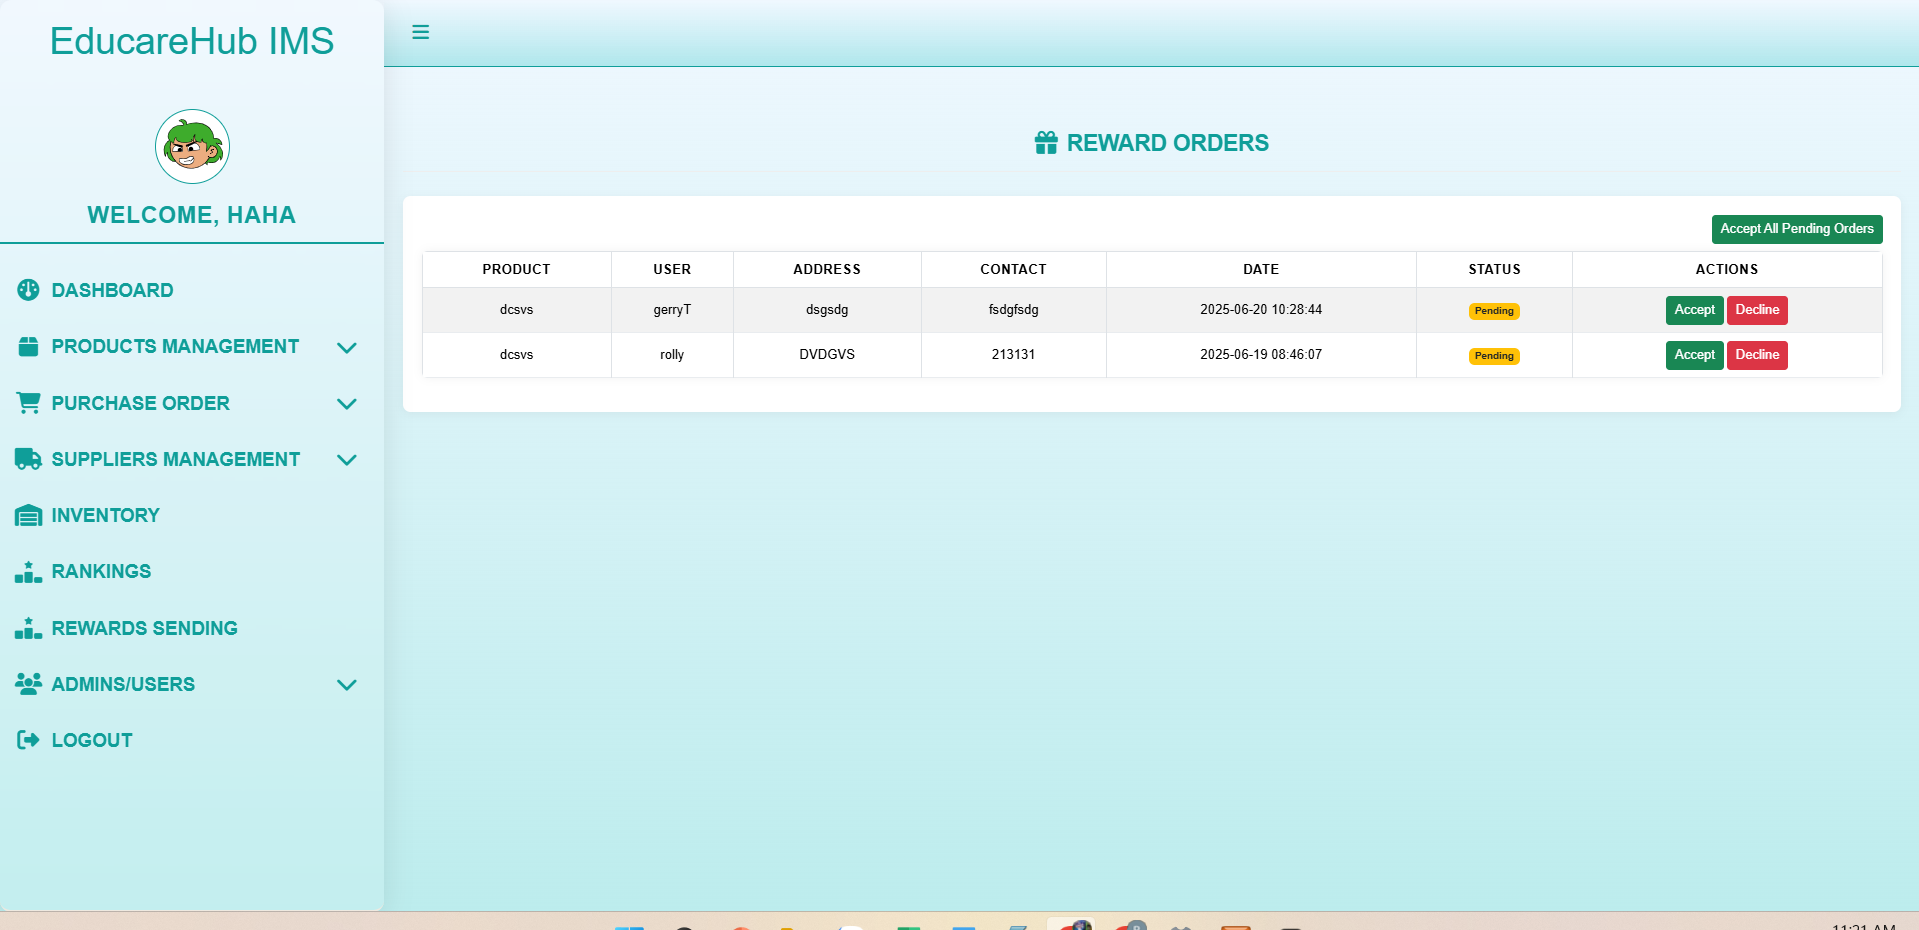 EducareHub IMS
WELCOME, HAHA
DASHBOARD
PRODUCTS MANAGEMENT
PURCHASE ORDER
SUPPLIERS MANAGEMENT
INVENTORY
RANKINGS
REWARDS SENDING
ADMINS/USERS
LOGOUT
REWARD ORDERS
Accept All Pending Orders
PRODUCT USER ADDRESS CONTACT DATE STATUS ACTIONS
dcsvs gerryT dsgsdg fsdgfsdg 2025-06-20 10:28:44 Pending Accept Decline
dcsvs rolly DVDGVS 213131 2025-06-19 08:46:07 Pending Accept Decline
11:21 AM